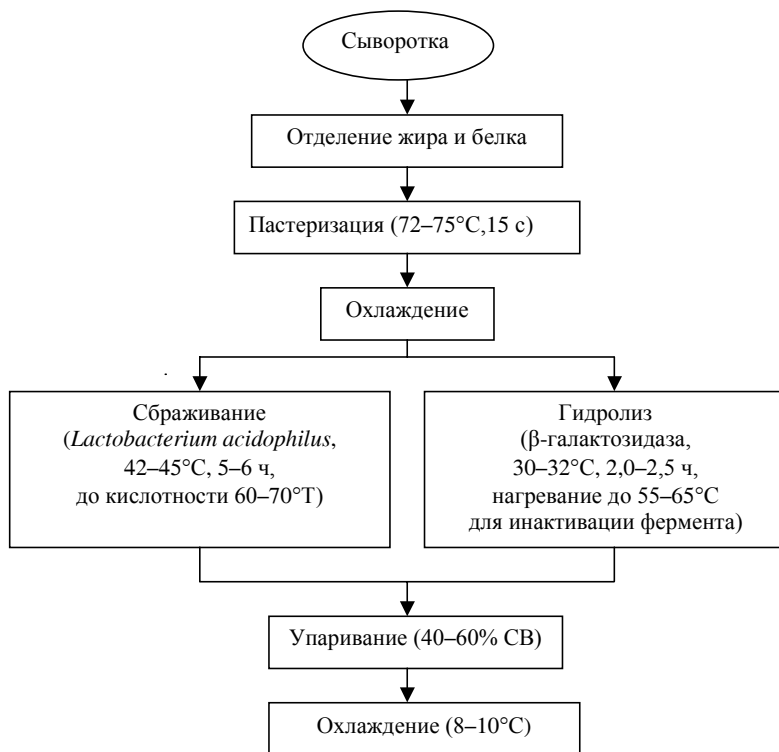 Сыворотка
Отделение жира и белка
Пастеризация (72–75°С,15 с)
Охлаждение
Сбраживание
(Lactobacterium acidophilus,
42–45°С, 5–6 ч,
до кислотности 60–70°Т)
Гидролиз
(β-галактозидаза,
30–32°С, 2,0–2,5 ч,
нагревание до 55–65°С
для инактивации фермента)
Упаривание (40–60% СВ)
Охлаждение (8–10°С)